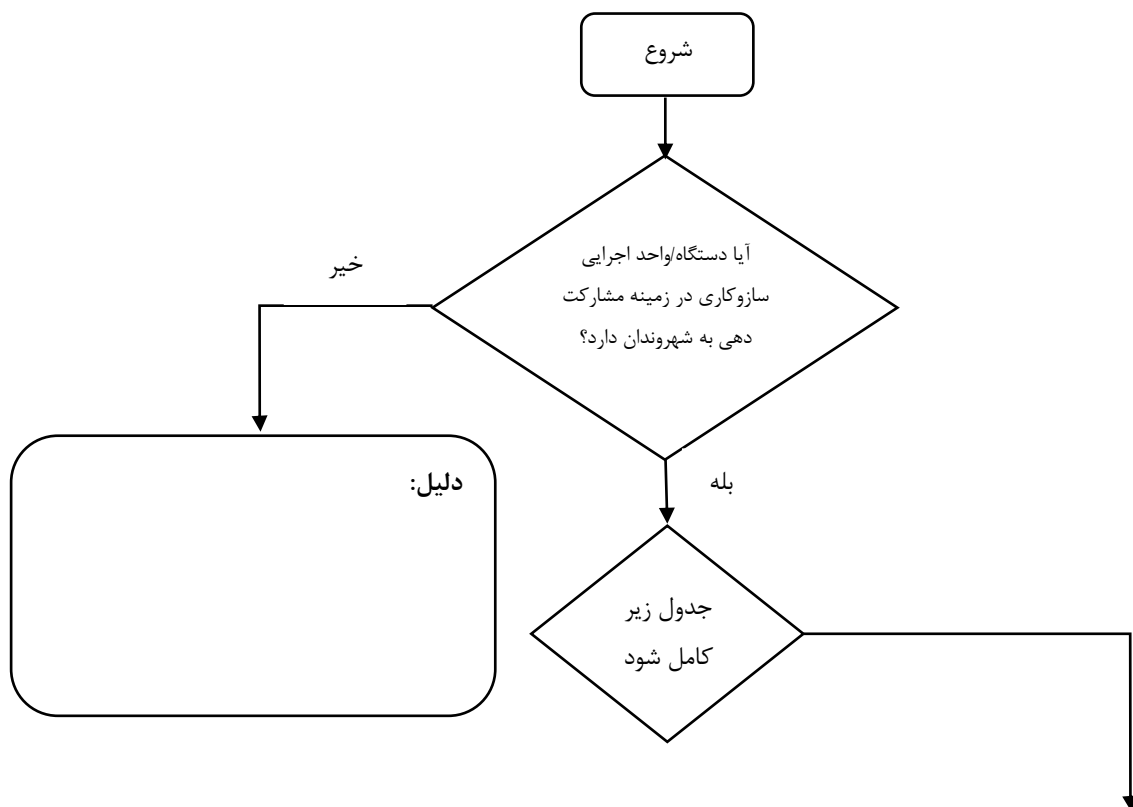 شروع
آیا دستگاه/واحد اجرایی
سازوکاری در زمینه مشارکت
دهی به شهروندان دارد؟
خیر
بله
دلیل:
جدول زیر
کامل شود